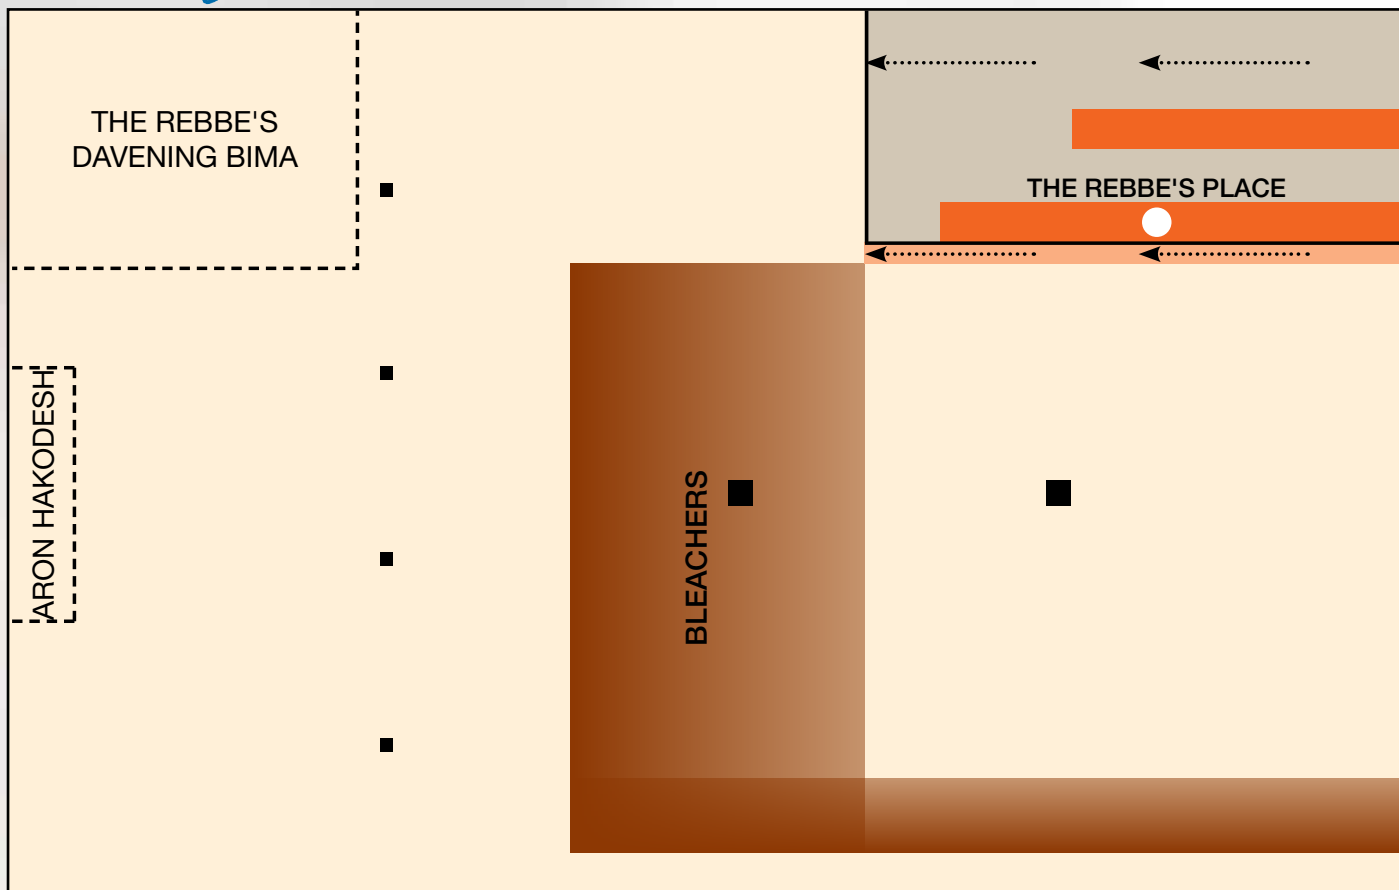 THE REBBE'S
DAVENING BIMA
THE REBBE'S PLACE
ARON HAKODESH
BLEACHERS